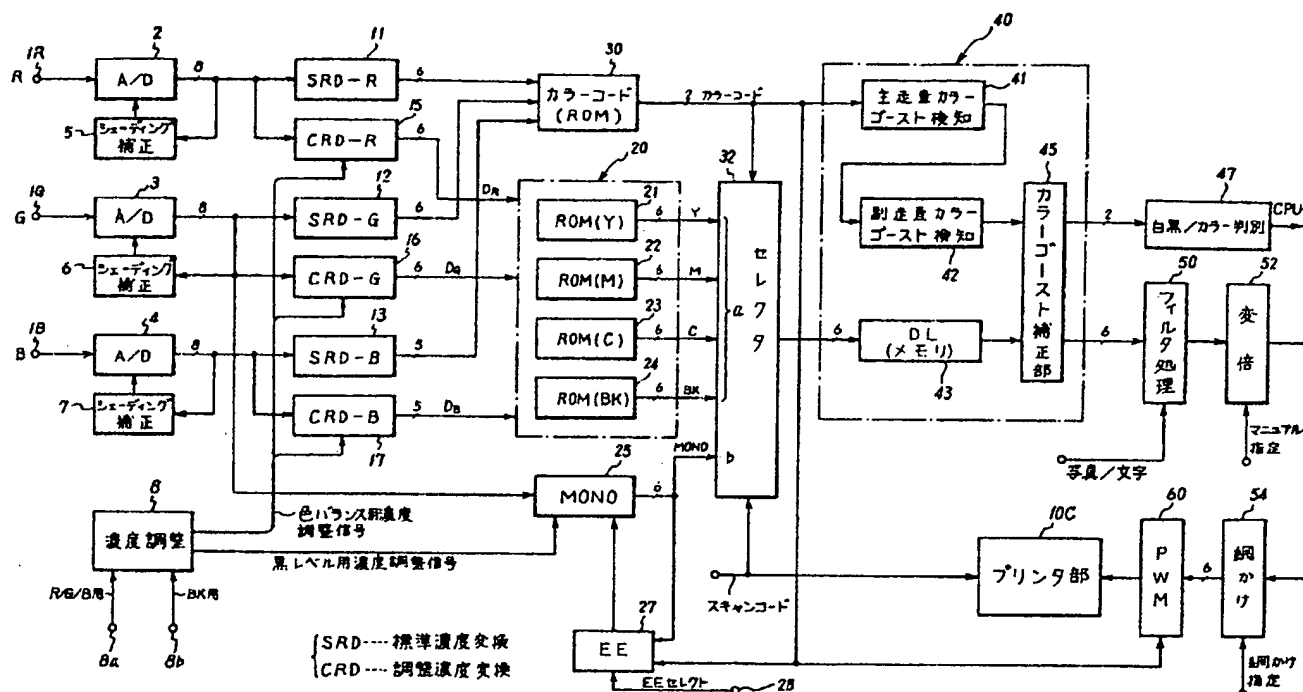 1R
R
2
A/D
8
5
シェーディング
補正
11
SRD-R
6
15
CRD-R
6
30
カラーコード
(ROM)
2
カラーコード
40
41
主走量カラー
ゴースト検知
副走量カラー
ゴースト検知
42
DL
(メモリ)
43
6
45
カラーゴースト補正部
2
6
47
白黒/カラー判別
CPUへ
50
フィルタ処理
52
変倍
写真/文字
マニュアル
指定
1G
G
3
A/D
8
6
シェーディング
補正
12
SRD-G
6
16
CRD-G
6
DR
DG
DB
20
21
ROM(Y)
6
Y
22
ROM(M)
6
M
23
ROM(C)
6
C
24
ROM(BK)
6
BK
32
セレクタ
a
b
MONO
1B
B
4
A/D
8
7
シェーディング
補正
13
SRD-B
5
CRD-B
5
17
8
濃度調整
R/G/B用
BK用
8a
8b
色バランス用濃度
調整信号
黒レベル用濃度調整信号
25
MONO
6
27
EE
EEセレクト
28
スキャンコード
10C
プリンタ部
60
PWM
6
54
網かけ
網かけ
指定
SRD‥‥標準濃度変換
CRD‥‥調整濃度変換